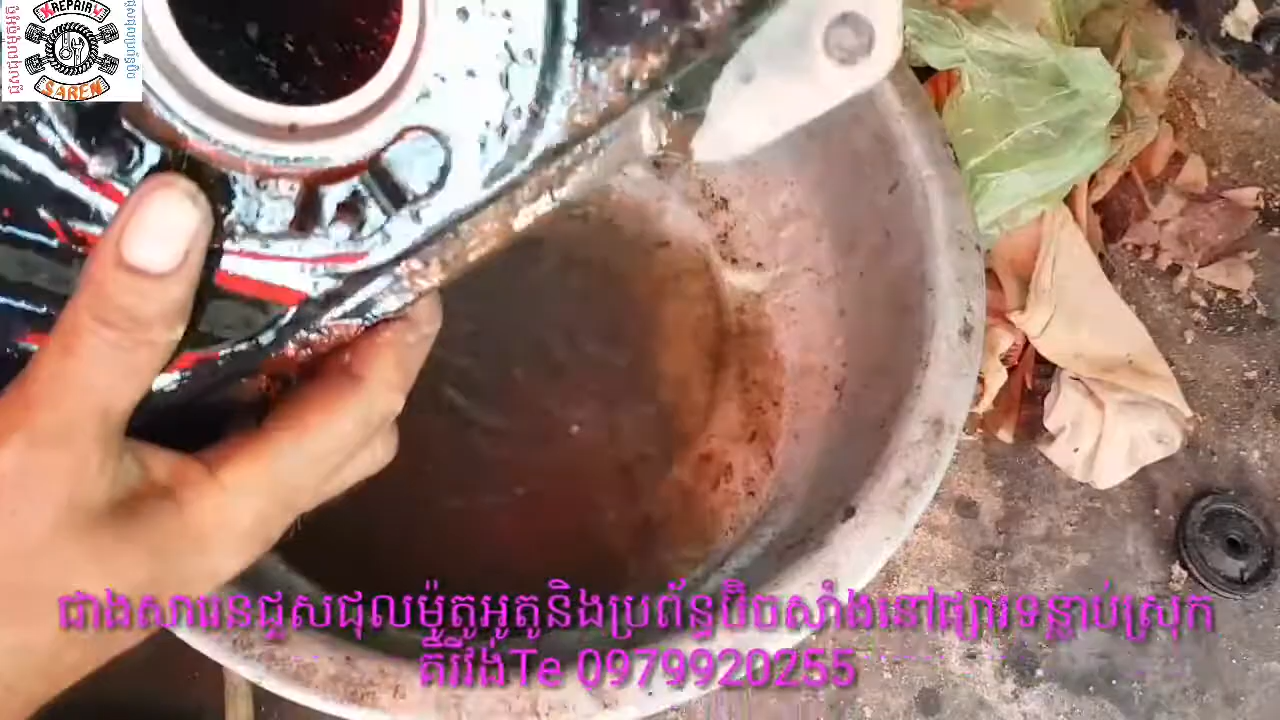 REPAIR
SAREN
ជាងសារេនជួសជុលម៉ូតូអូតូនិងប្រព័ន្ធប៊ិចសាំងនៅផ្សារទន្លាប់ស្រុក
គិរីវង់Te 0979920255